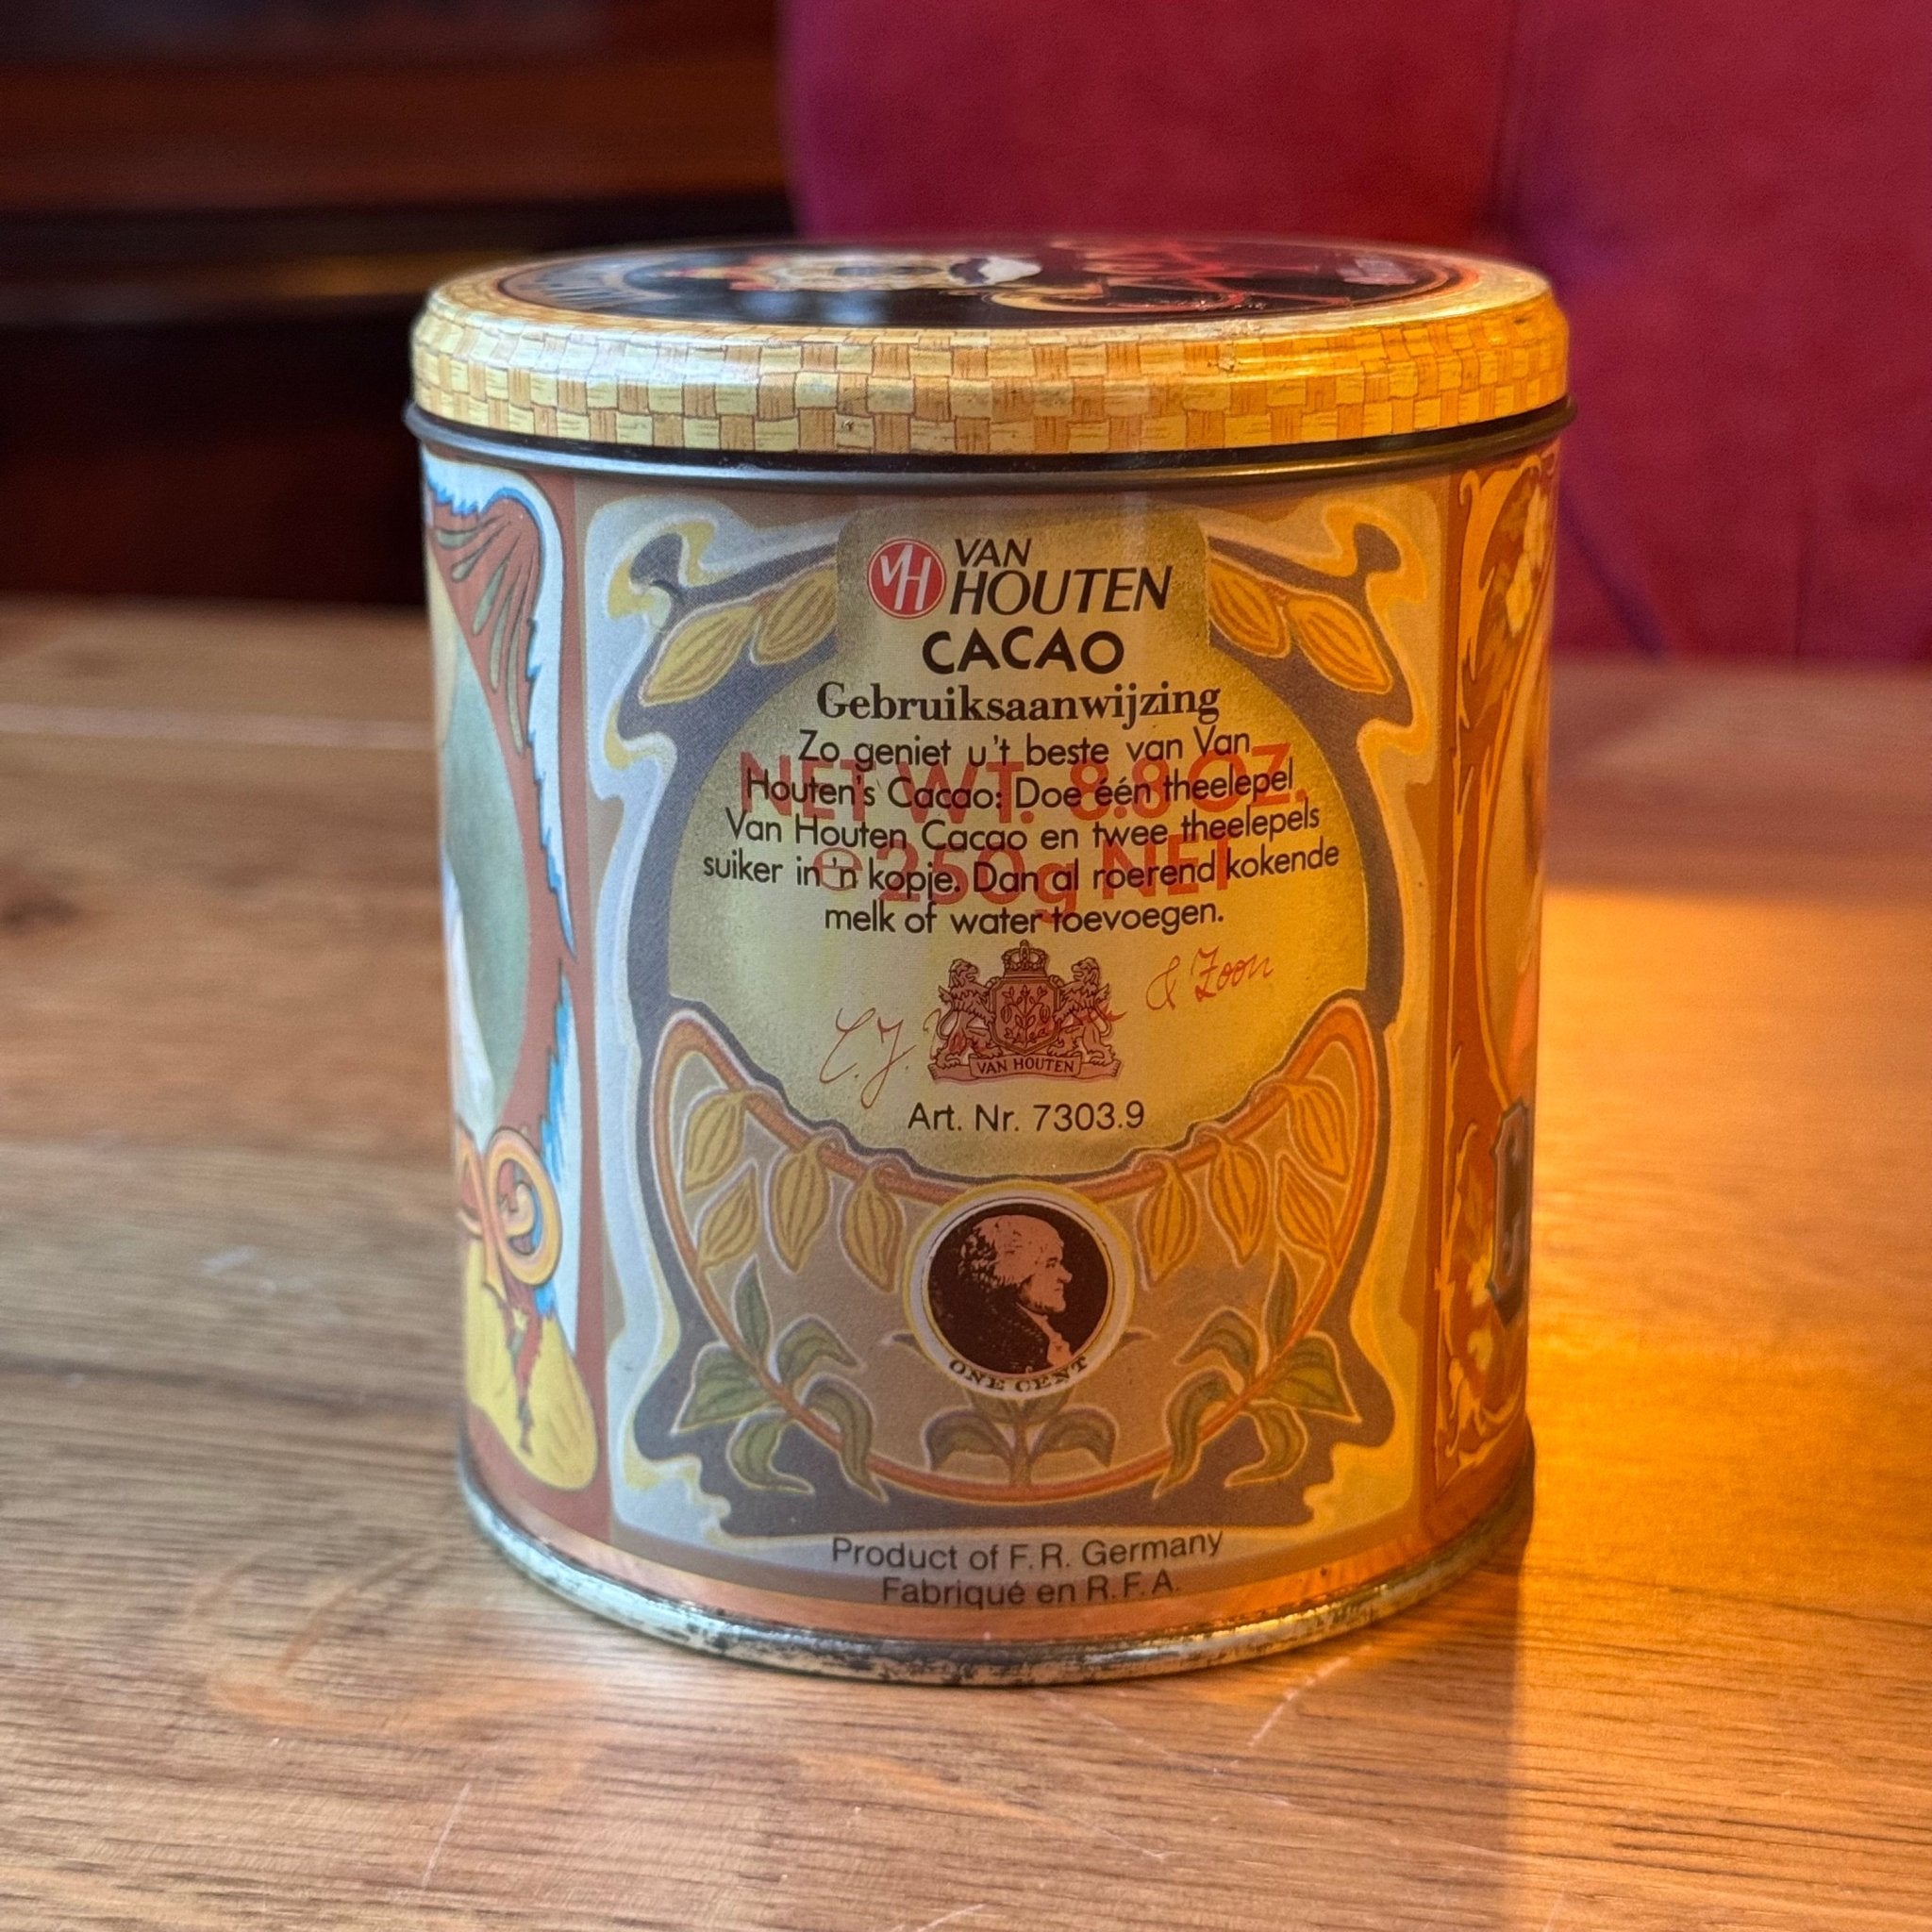 VH VAN
HOUTEN
CACAO
Gebruiksaanwijzing
Zo geniet u't beste van Van
NET WT. 8.8 OZ.
Houten's Cacao: Doe één theelepel
Van Houten Cacao en twee theelepels
e 250g NET
suiker in 'n kopje. Dan al roerend kokende
melk of water toevoegen.
C.J. & Zoon
VAN HOUTEN
Art. Nr. 7303.9
ONE CENT
Product of F.R. Germany
Fabriqué en R.F.A.